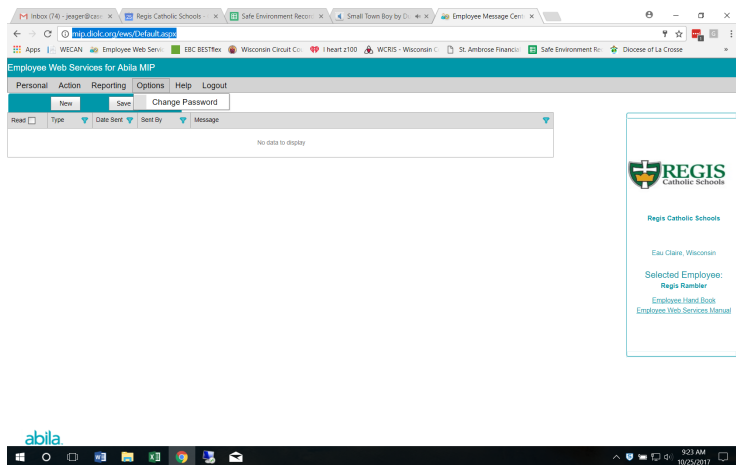 Inbox (74) - jeager@cas
Regis Catholic Schools -
Safe Environment Record
Small Town Boy by Du
Employee Message Cent
mip.diolc.org/ews/Default.aspx
Apps WECAN Employee Web Servic EBC BESTflex Wisconsin Circuit Co I heart z100 WCRIS - Wisconsin C St. Ambrose Financial Safe Environment Re Diocese of La Crosse »
Employee Web Services for Abila MIP
Personal Action Reporting Options Help Logout
New Save Change Password
Read Type Date Sent Sent By Message
No data to display
REGIS
Catholic Schools
Regis Catholic Schools
Eau Claire, Wisconsin
Selected Employee:
Regis Rambler
Employee Hand Book
Employee Web Services Manual
abila.
9:23 AM
10/25/2017